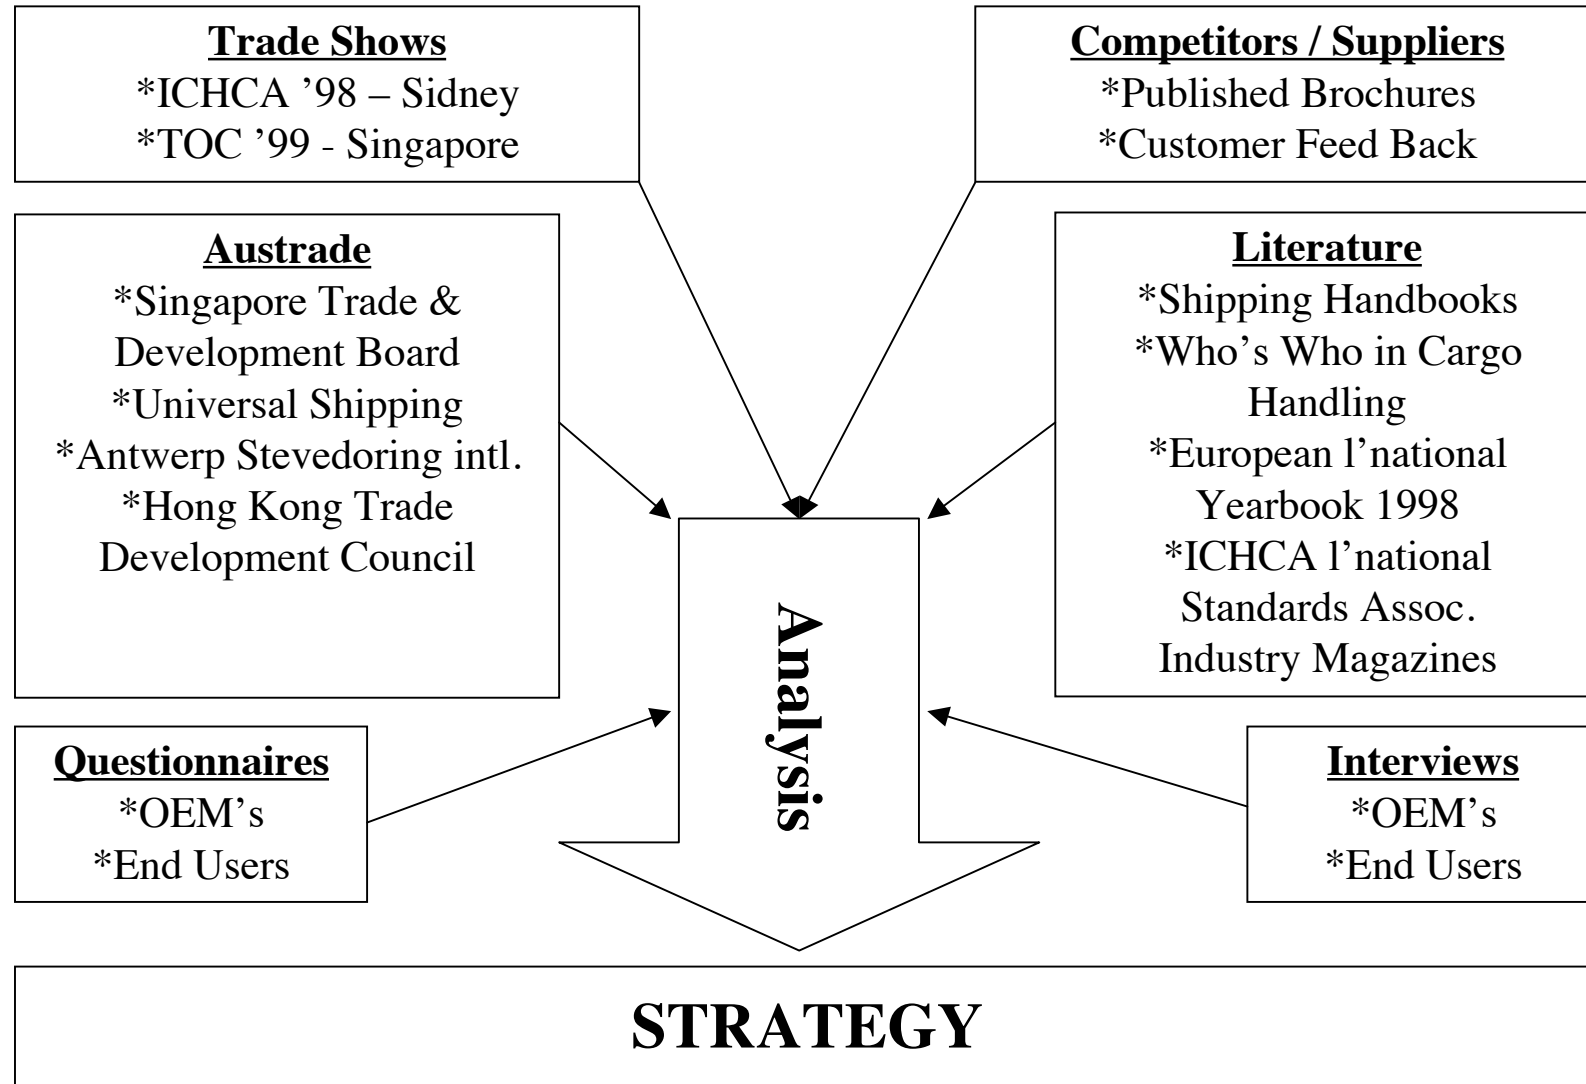 Trade Shows
*ICHCA ’98 – Sidney
*TOC ’99 - Singapore
Competitors / Suppliers
*Published Brochures
*Customer Feed Back
Austrade
*Singapore Trade &
Development Board
*Universal Shipping
*Antwerp Stevedoring intl.
*Hong Kong Trade
Development Council
Literature
*Shipping Handbooks
*Who’s Who in Cargo
Handling
*European l’national
Yearbook 1998
*ICHCA l’national
Standards Assoc.
Industry Magazines
Analysis
Questionnaires
*OEM’s
*End Users
Interviews
*OEM’s
*End Users
STRATEGY